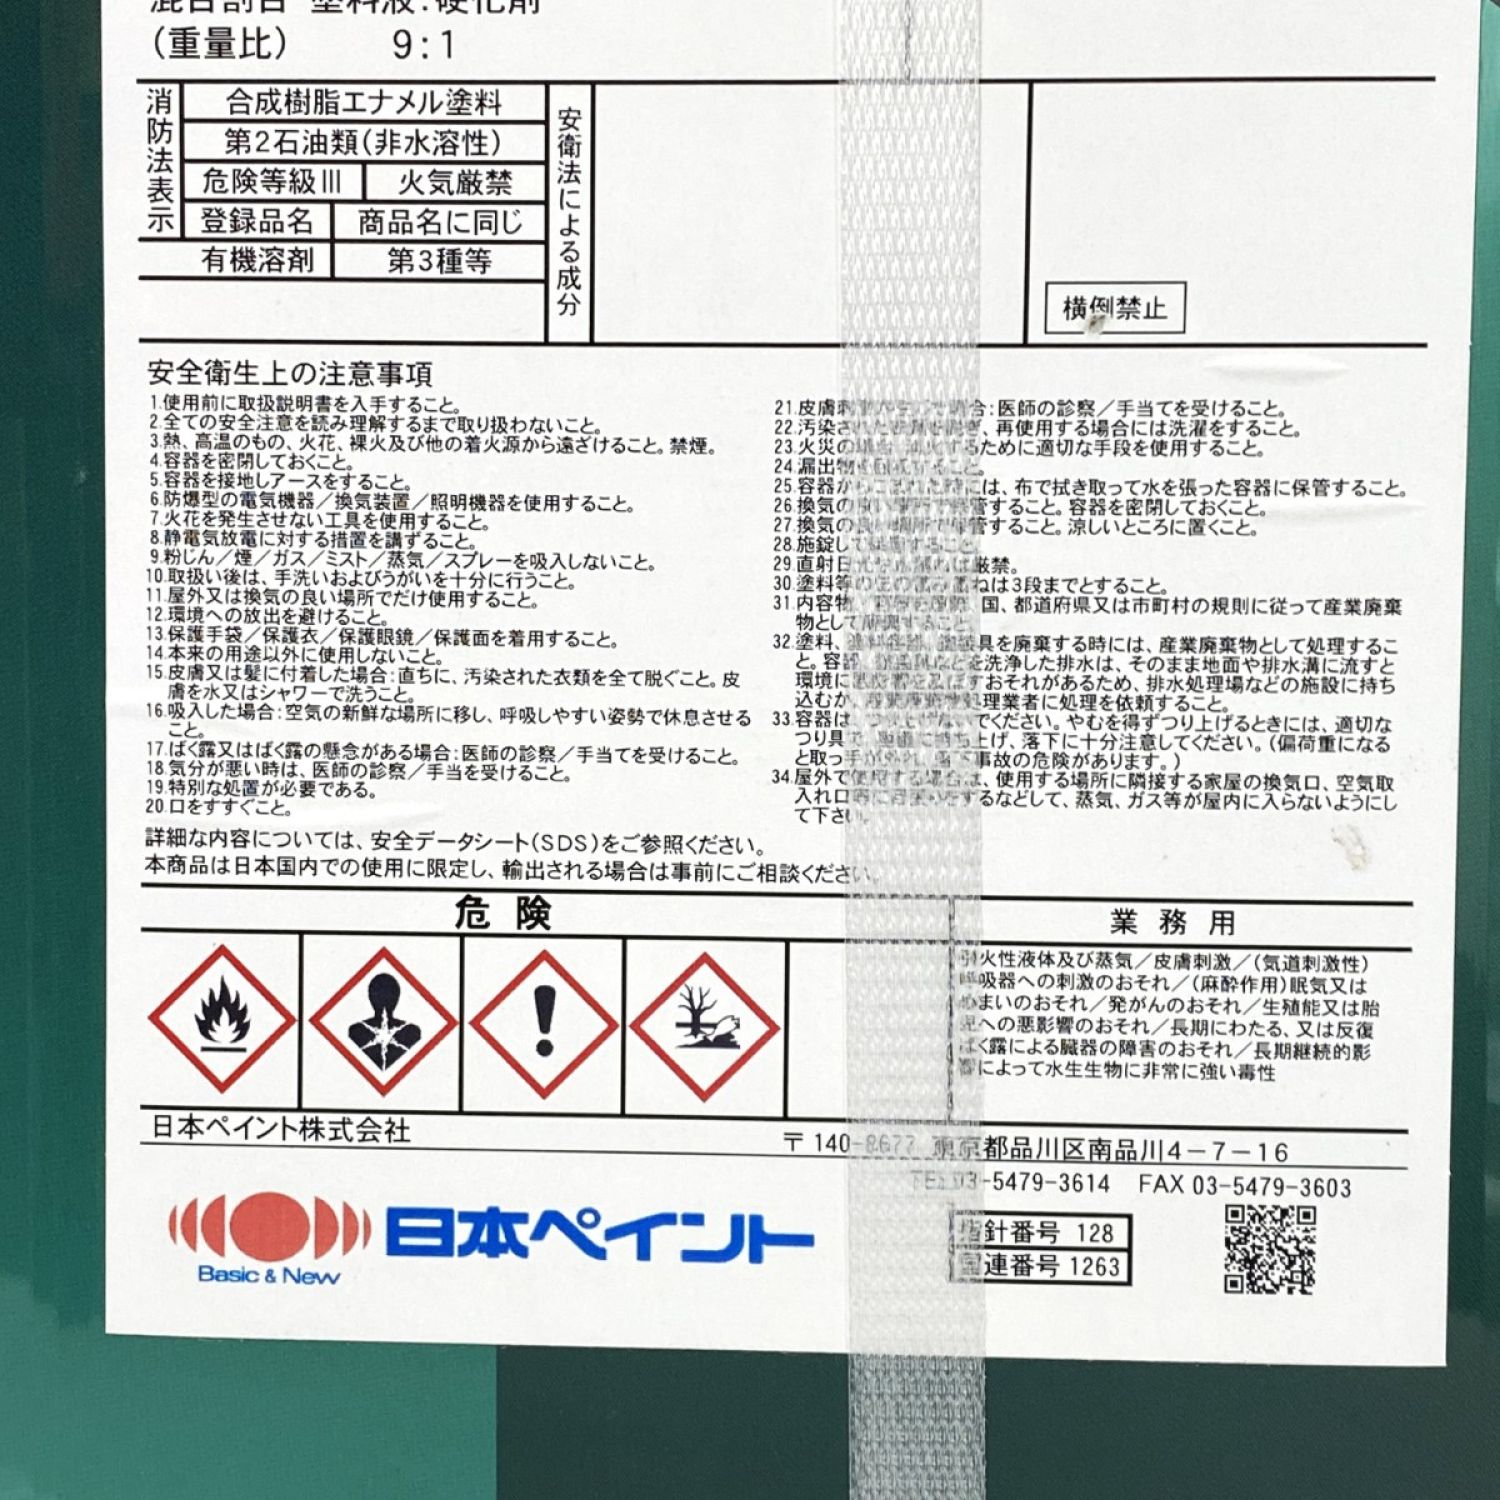 混合割合 塗料液:硬化剤
(重量比) 9:1
消防法表示
合成樹脂エナメル塗料
第2石油類(非水溶性)
危険等級Ⅲ 火気厳禁
登録品名 商品名に同じ
有機溶剤 第3種等
安衛法による成分
横倒禁止
安全衛生上の注意事項
1.使用前に取扱説明書を入手すること。
2.全ての安全注意を読み理解するまで取り扱わないこと。
3.熱、高温のもの、火花、裸火及び他の着火源から遠ざけること。禁煙。
4.容器を密閉しておくこと。
5.容器を接地しアースをすること。
6.防爆型の電気機器/換気装置/照明機器を使用すること。
7.火花を発生させない工具を使用すること。
8.静電気放電に対する措置を講ずること。
9.粉じん/煙/ガス/ミスト/蒸気/スプレーを吸入しないこと。
10.取扱い後は、手洗いおよびうがいを十分に行うこと。
11.屋外又は換気の良い場所でだけ使用すること。
12.環境への放出を避けること。
13.保護手袋/保護衣/保護眼鏡/保護面を着用すること。
14.本来の用途以外に使用しないこと。
15.皮膚又は髪に付着した場合:直ちに、汚染された衣類を全て脱ぐこと。皮
膚を水又はシャワーで洗うこと。
16.吸入した場合:空気の新鮮な場所に移し、呼吸しやすい姿勢で休息させる
こと。
17.ばく露又はばく露の懸念がある場合:医師の診察/手当てを受けること。
18.気分が悪い時は、医師の診察/手当を受けること。
19.特別な処置が必要である。
20.口をすすぐこと。
21.皮膚刺 合:医師の診察/手当てを受けること。
22.汚染さ 、再使用する場合には洗濯をすること。
23.火災の ために適切な手段を使用すること。
24.漏出物 。
25.容器か は、布で拭き取って水を張った容器に保管すること。
26.換気の 管すること。容器を密閉しておくこと。
27.換気の 管すること。涼しいところに置くこと。
28.施錠し
29.直射日 厳禁。
30.塗料等の ねは3段までとすること。
31.内容物 国、都道府県又は市町村の規則に従って産業廃棄
物として
32.塗料、 具を廃棄する時には、産業廃棄物として処理するこ
と。容 を洗浄した排水は、そのまま地面や排水溝に流すと
環境に すおそれがあるため、排水処理場などの施設に持ち
込むか、 処理業者に処理を依頼すること。
33.容器は でください。やむを得ずつり上げるときには、適切な
つり具 上げ、落下に十分注意してください。(偏荷重になる
と取っ手が 事故の危険があります。)
34.屋外で使用する場合は、使用する場所に隣接する家屋の換気口、空気取
入れ口 するなどして、蒸気、ガス等が屋内に入らないようにし
て下さい。
詳細な内容については、安全データシート(SDS)をご参照ください。
本商品は日本国内での使用に限定し、輸出される場合は事前にご相談ください。
危 険
業 務 用
引火性液体及び蒸気/皮膚刺激/(気道刺激性)
呼吸器への刺激のおそれ/(麻酔作用)眠気又は
めまいのおそれ/発がんのおそれ/生殖能又は胎
児への悪影響のおそれ/長期にわたる、又は反復
ばく露による臓器の障害のおそれ/長期継続的影
響によって水生生物に非常に強い毒性
日本ペイント株式会社
〒140-8677 東京都品川区南品川4-7-16
TEL03-5479-3614 FAX 03-5479-3603
日本ペイント
Basic & New
指針番号 128
国連番号 1263